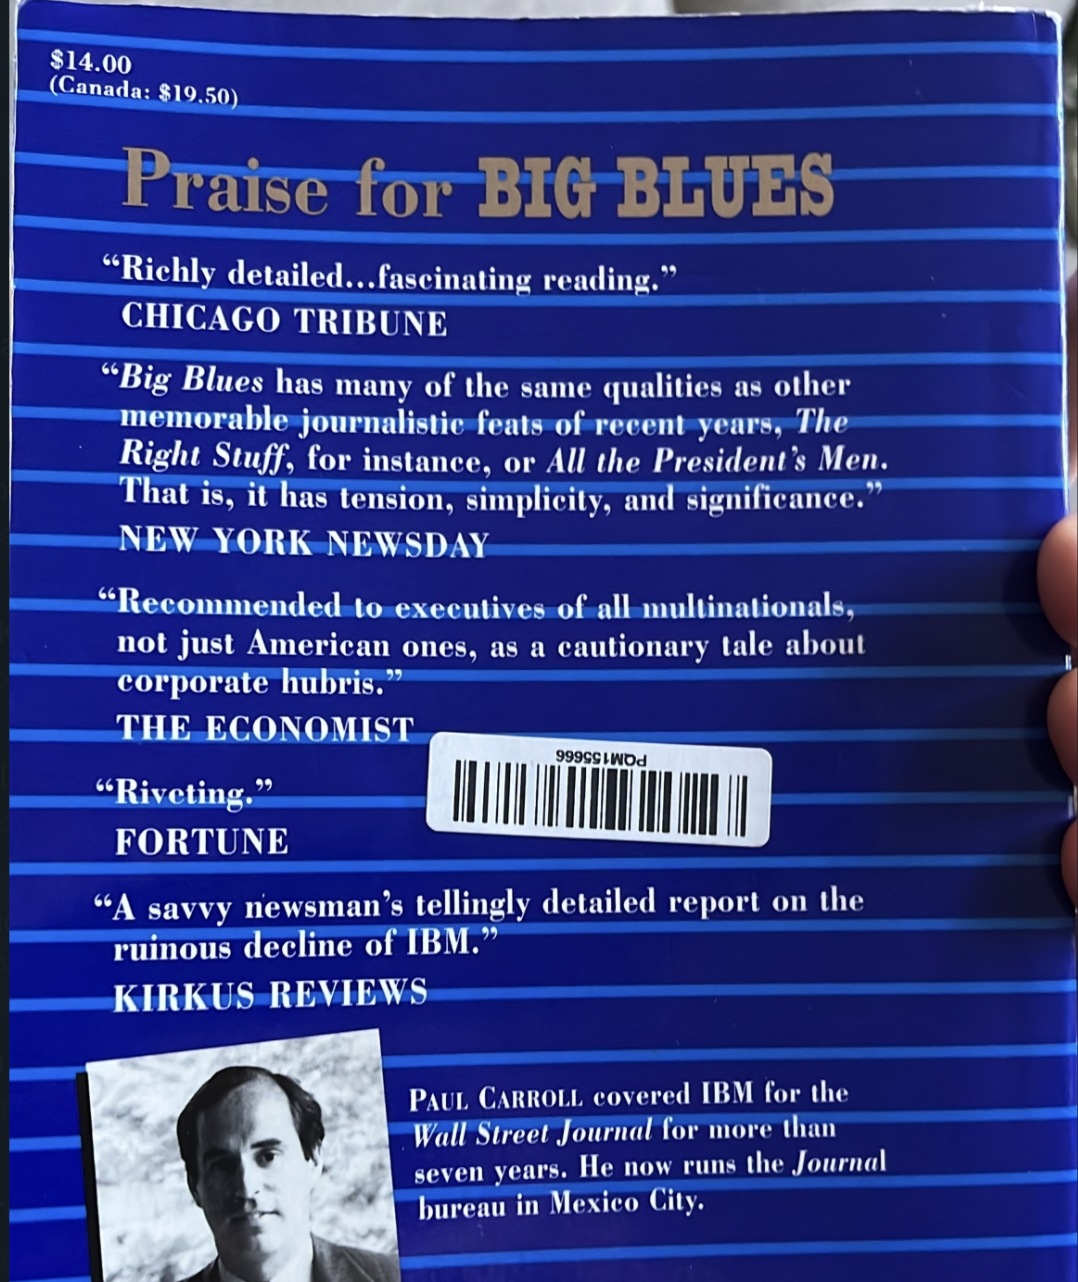 $14.00
(Canada: $19.50)
Praise for BIG BLUES
“Richly detailed...fascinating reading.”
CHICAGO TRIBUNE
“Big Blues has many of the same qualities as other
memorable journalistic feats of recent years, The
Right Stuff, for instance, or All the President’s Men.
That is, it has tension, simplicity, and significance.”
NEW YORK NEWSDAY
“Recommended to executives of all multinationals,
not just American ones, as a cautionary tale about
corporate hubris.”
THE ECONOMIST
PQM155666
“Riveting.”
FORTUNE
“A savvy newsman’s tellingly detailed report on the
ruinous decline of IBM.”
KIRKUS REVIEWS
PAUL CARROLL covered IBM for the
Wall Street Journal for more than
seven years. He now runs the Journal
bureau in Mexico City.